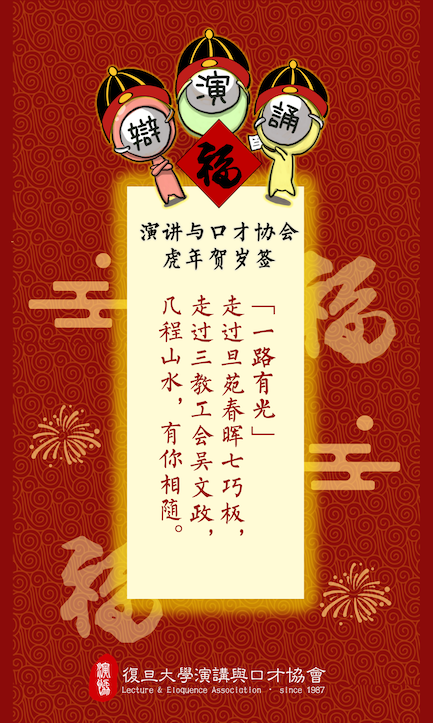 辯
演
誦
福
演讲与口才协会
虎年贺岁签
「一路有光」
走过旦苑春晖七巧板，
走过三教工会吴文政，
几程山水，有你相随。
福
福
復旦大學演講與口才協會
Lecture & Eloquence Association · since 1987